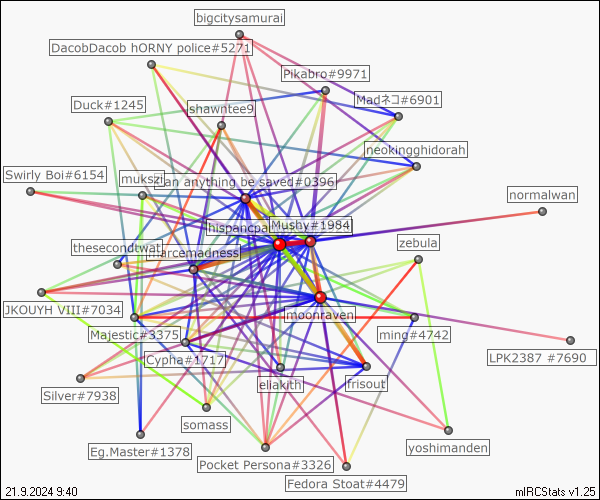 bigcitysamurai
DacobDacob hORNY police#5271
Pikabro#9971
Duck#1245
shawntee9
Madネコ#6901
neokingghidorah
Swirly Boi#6154
mukszi
an anything be saved#0396
normalwan
hispancpa
Mushy#1984
zebula
thesecondtwat
marcemadness
JKOUYH VIII#7034
moonraven
Majestic#3375
ming#4742
Cypha#1717
LPK2387 #7690
Silver#7938
eliakith
frisout
somass
Eg.Master#1378
yoshimanden
Pocket Persona#3326
Fedora Stoat#4479
21.9.2024 9:40
mIRCStats v1.25